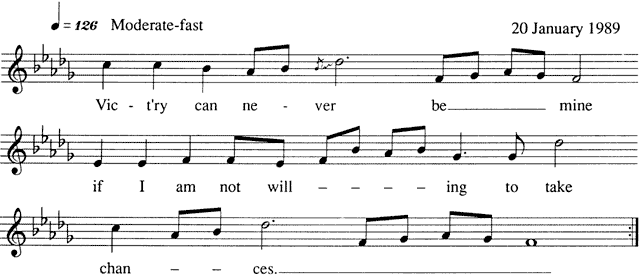 ♩ = 126 Moderate-fast 20 January 1989
Vic - t'ry can ne - ver be mine
if I am not will - - - - ing to take
chan - - ces.